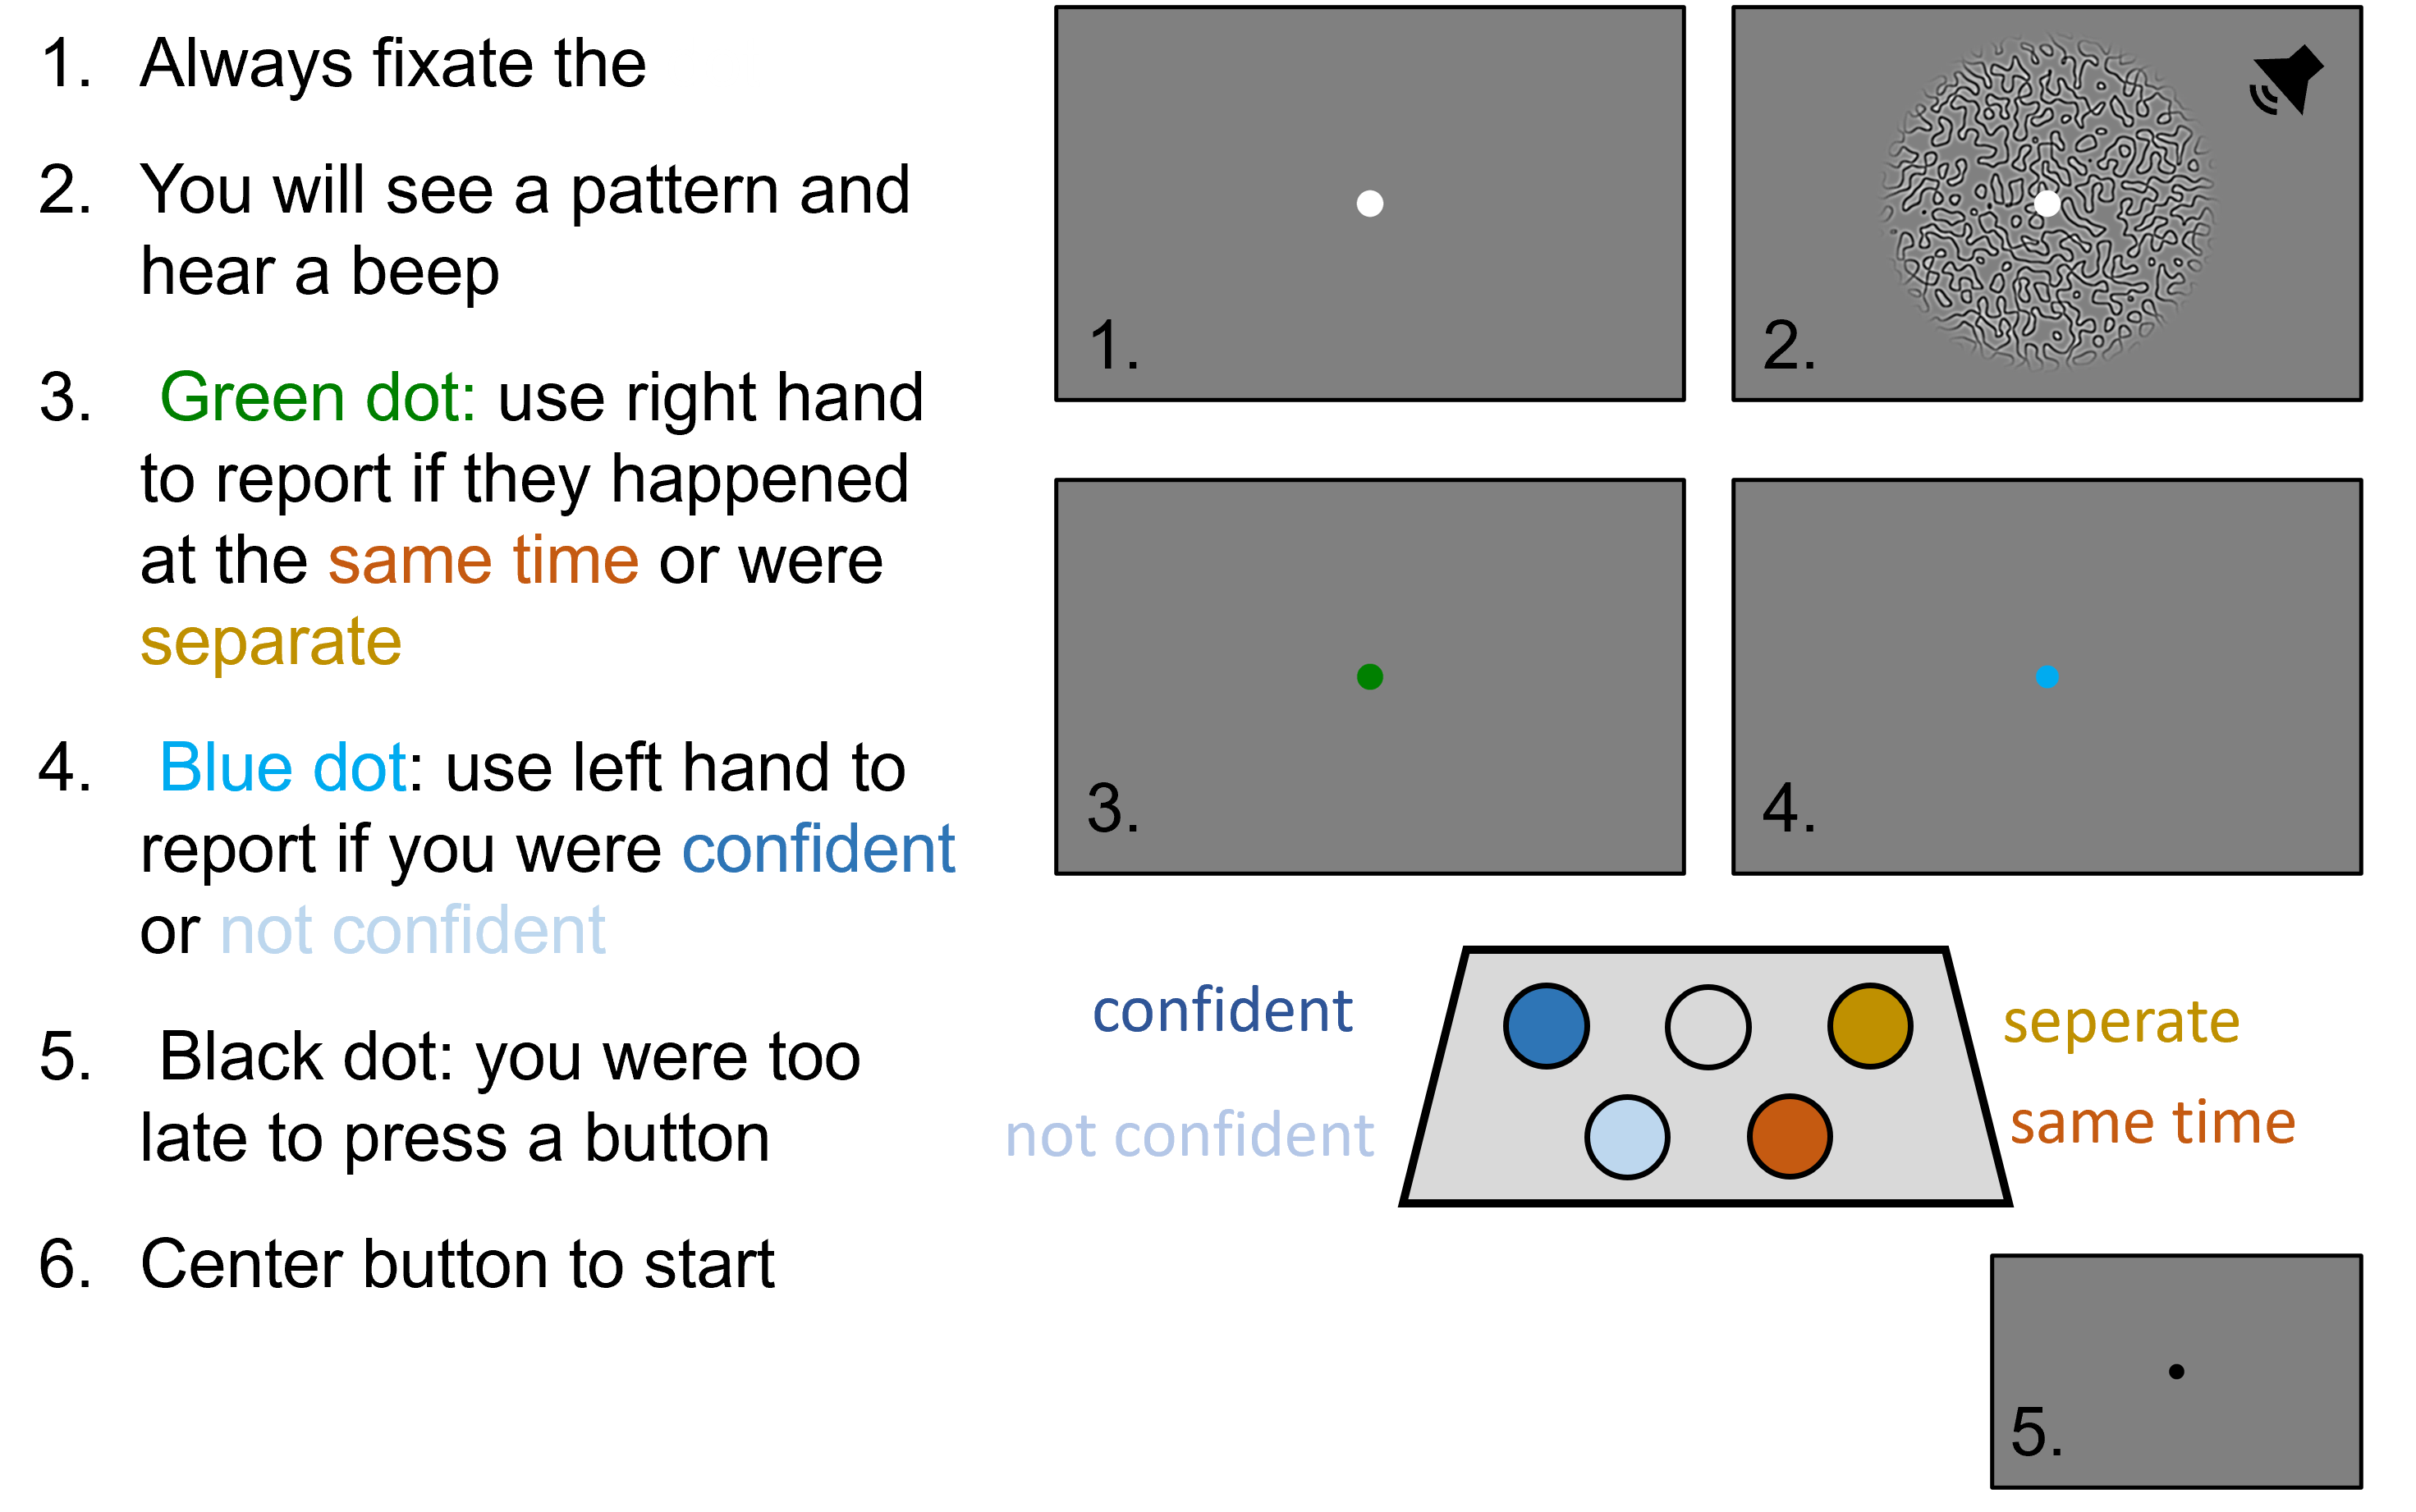 1. Always fixate the
2. You will see a pattern and
hear a beep
3. Green dot: use right hand
to report if they happened
at the same time or were
separate
4. Blue dot: use left hand to
report if you were confident
or not confident
5. Black dot: you were too
late to press a button
6. Center button to start
1.
2.
3.
4.
confident
seperate
not confident
same time
5.